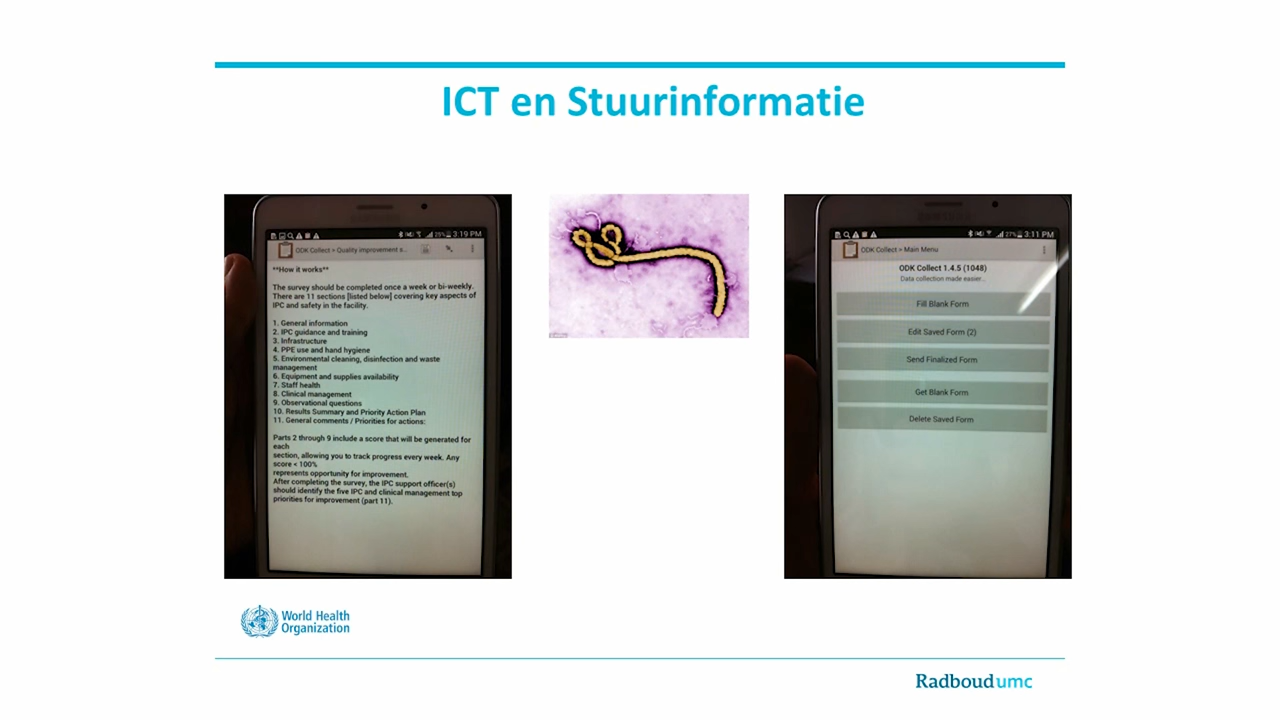 ICT en Stuurinformatie
25% 3:19 PM
ODK Collect > Quality improvement s...
**How it works**
The survey should be completed once a week or bi-weekly.
There are 11 sections [listed below] covering key aspects of
IPC and safety in the facility.
1. General information
2. IPC guidance and training
3. Infrastructure
4. PPE use and hand hygiene
5. Environmental cleaning, disinfection and waste
management
6. Equipment and supplies availability
7. Staff health
8. Clinical management
9. Observational questions
10. Results Summary and Priority Action Plan
11. General comments / Priorities for actions:
Parts 2 through 9 include a score that will be generated for
each
section, allowing you to track progress every week. Any
score < 100%
represents opportunity for improvement.
After completing the survey, the IPC support officer(s)
should identify the five IPC and clinical management top
priorities for improvement (part 11).
27% 3:11 PM
ODK Collect > Main Menu
ODK Collect 1.4.5 (1048)
Data collection made easier...
Fill Blank Form
Edit Saved Form (2)
Send Finalized Form
Get Blank Form
Delete Saved Form
World Health
Organization
Radboudumc